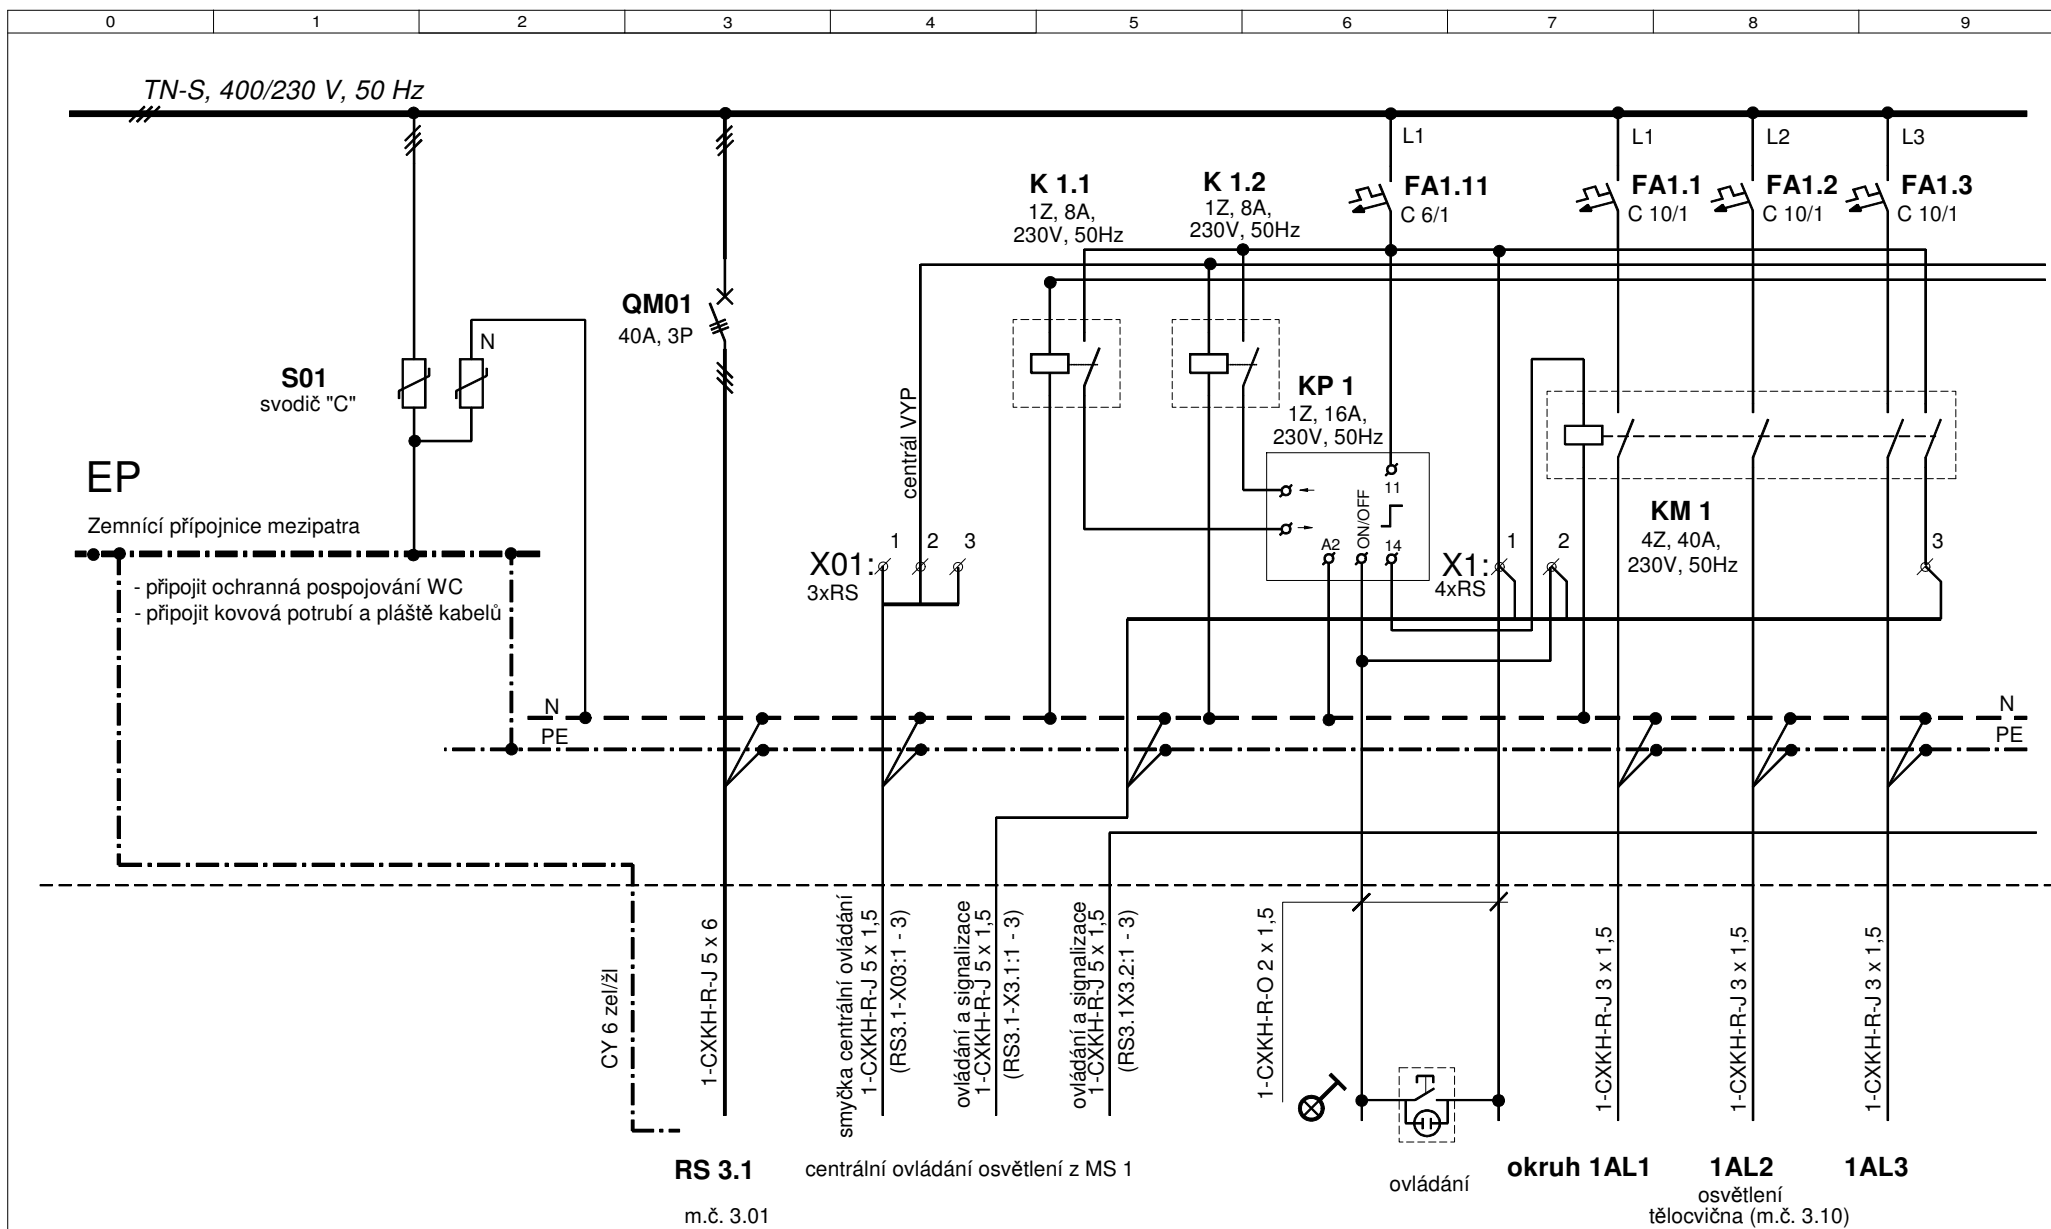 0 1 2 3 4 5 6 7 8 9
TN-S, 400/230 V, 50 Hz
L1 L1 L2 L3
K 1.1
1Z, 8A,
230V, 50Hz
K 1.2
1Z, 8A,
230V, 50Hz
FA1.11
C 6/1
FA1.1
C 10/1
FA1.2
C 10/1
FA1.3
C 10/1
QM01
40A, 3P
N
S01
svodič "C"
KP 1
1Z, 16A,
230V, 50Hz
centrál VYP
EP
Zemnící přípojnice mezipatra
- připojit ochranná pospojování WC
- připojit kovová potrubí a pláště kabelů
X01:
3xRS
1 2 3
11
ON/OFF
A2
14
X1:
4xRS
1 2 3
KM 1
4Z, 40A,
230V, 50Hz
N
PE
N
PE
CY 6 zel/žl
1-CXKH-R-J 5 x 6
smyčka centrální ovládání
1-CXKH-R-J 5 x 1,5
(RS3.1-X03:1 - 3)
ovládání a signalizace
1-CXKH-R-J 5 x 1,5
(RS3.1-X3.1:1 - 3)
ovládání a signalizace
1-CXKH-R-J 5 x 1,5
(RS3.1X3.2:1 - 3)
1-CXKH-R-O 2 x 1,5
1-CXKH-R-J 3 x 1,5
1-CXKH-R-J 3 x 1,5
1-CXKH-R-J 3 x 1,5
RS 3.1
m.č. 3.01
centrální ovládání osvětlení z MS 1
ovládání
okruh 1AL1
1AL2
1AL3
osvětlení
tělocvična (m.č. 3.10)